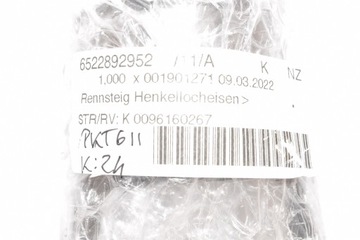 6522892952 1/A K NZ
1,000 x 001901271 09.03.2022
Rennsteig Henkellocheisen>
STR/RV: K 0096160267
PKT611
K:24